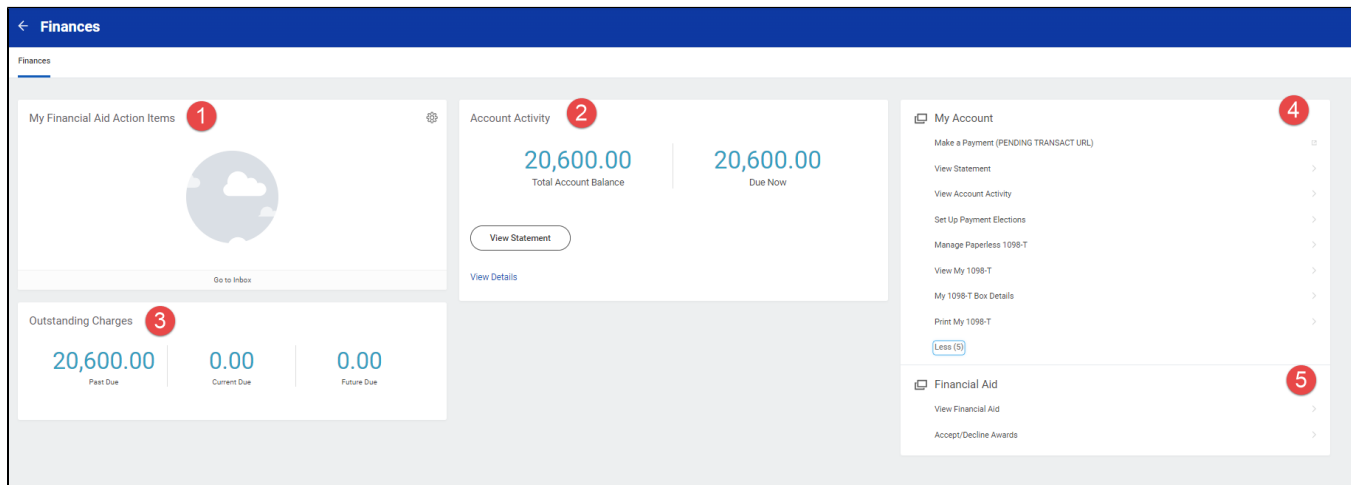 Finances
Finances
My Financial Aid Action Items 1
Go to Inbox
Account Activity 2
20,600.00 20,600.00
Total Account Balance Due Now
View Statement
View Details
Outstanding Charges 3
20,600.00 0.00 0.00
Past Due Current Due Future Due
My Account 4
Make a Payment (PENDING TRANSACT URL)
View Statement
View Account Activity
Set Up Payment Elections
Manage Paperless 1098-T
View My 1098-T
My 1098-T Box Details
Print My 1098-T
Less (5)
Financial Aid 5
View Financial Aid
Accept/Decline Awards